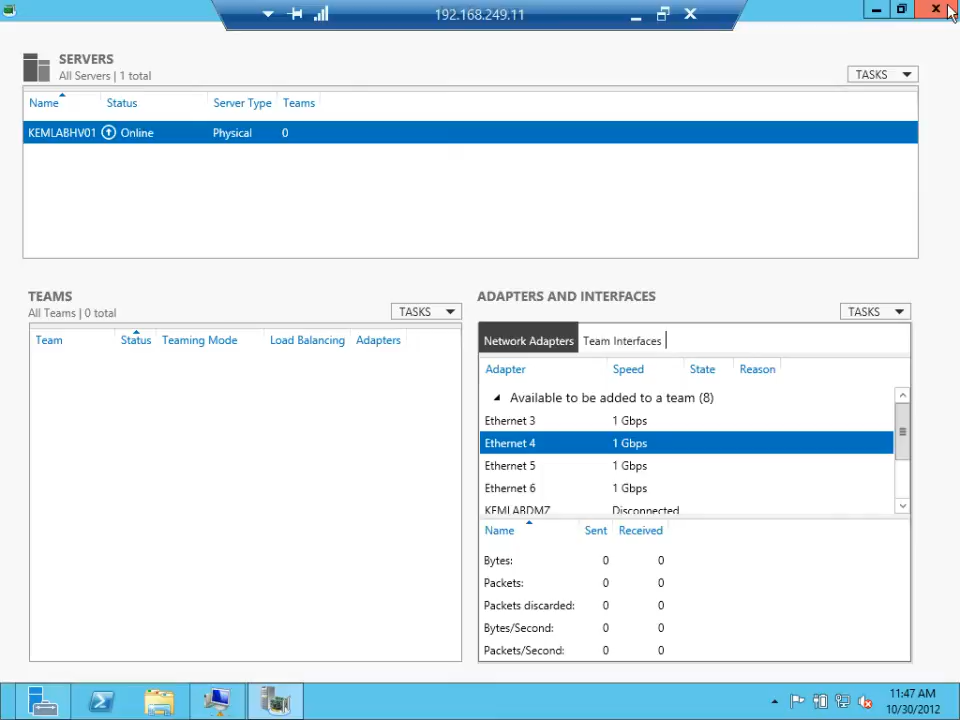 192.168.249.11
SERVERS
All Servers | 1 total
TASKS
Name Status Server Type Teams
KEMLABHV01 Online Physical 0
TEAMS
All Teams | 0 total
TASKS
Team Status Teaming Mode Load Balancing Adapters
ADAPTERS AND INTERFACES
TASKS
Network Adapters Team Interfaces
Adapter Speed State Reason
Available to be added to a team (8)
Ethernet 3 1 Gbps
Ethernet 4 1 Gbps
Ethernet 5 1 Gbps
Ethernet 6 1 Gbps
KEMLABDMZ Disconnected
Name Sent Received
Bytes: 0 0
Packets: 0 0
Packets discarded: 0 0
Bytes/Second: 0 0
Packets/Second: 0 0
11:47 AM
10/30/2012